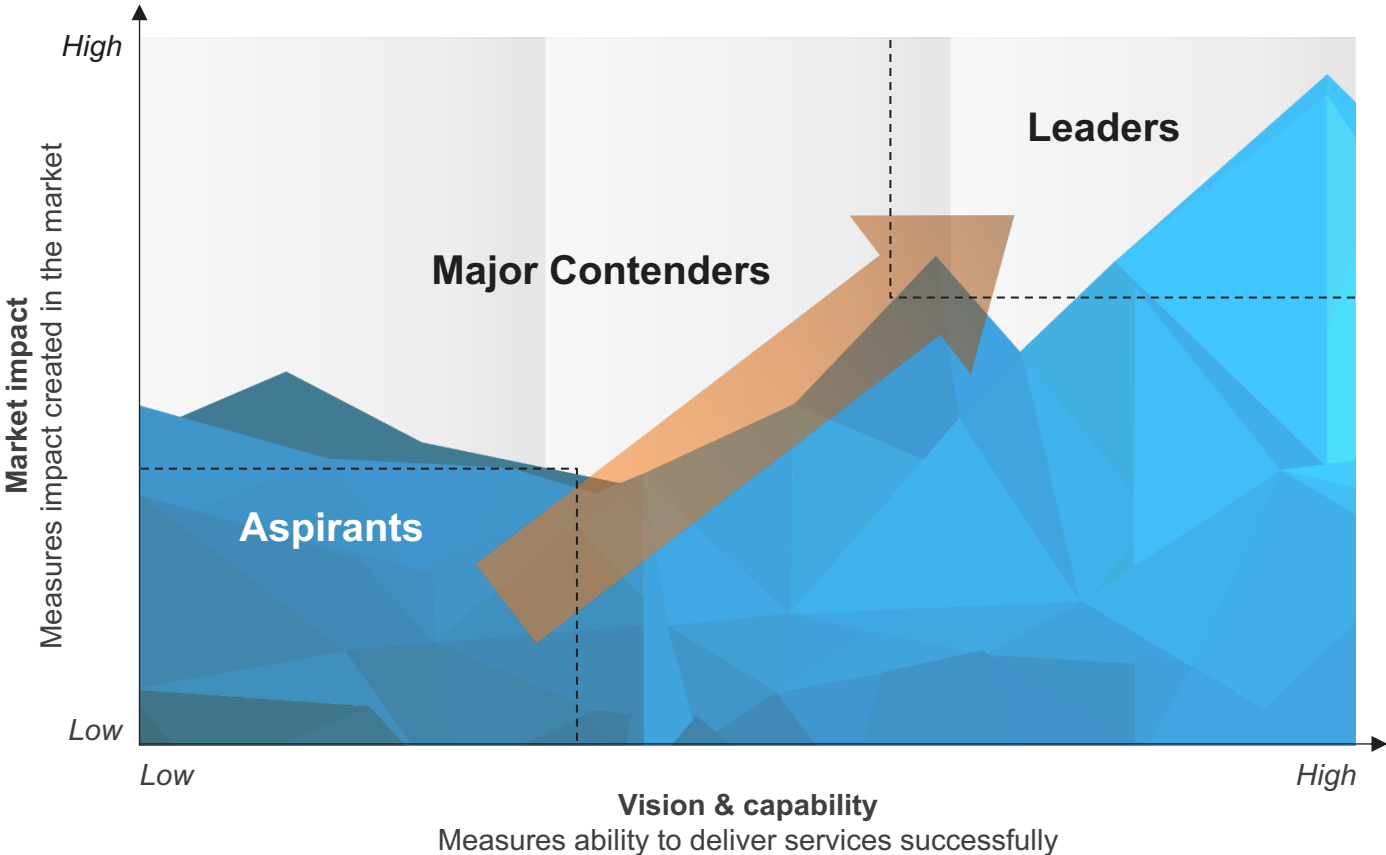 High
Leaders
Major Contenders
Market impact
Measures impact created in the market
Aspirants
Low
Low
High
Vision & capability
Measures ability to deliver services successfully